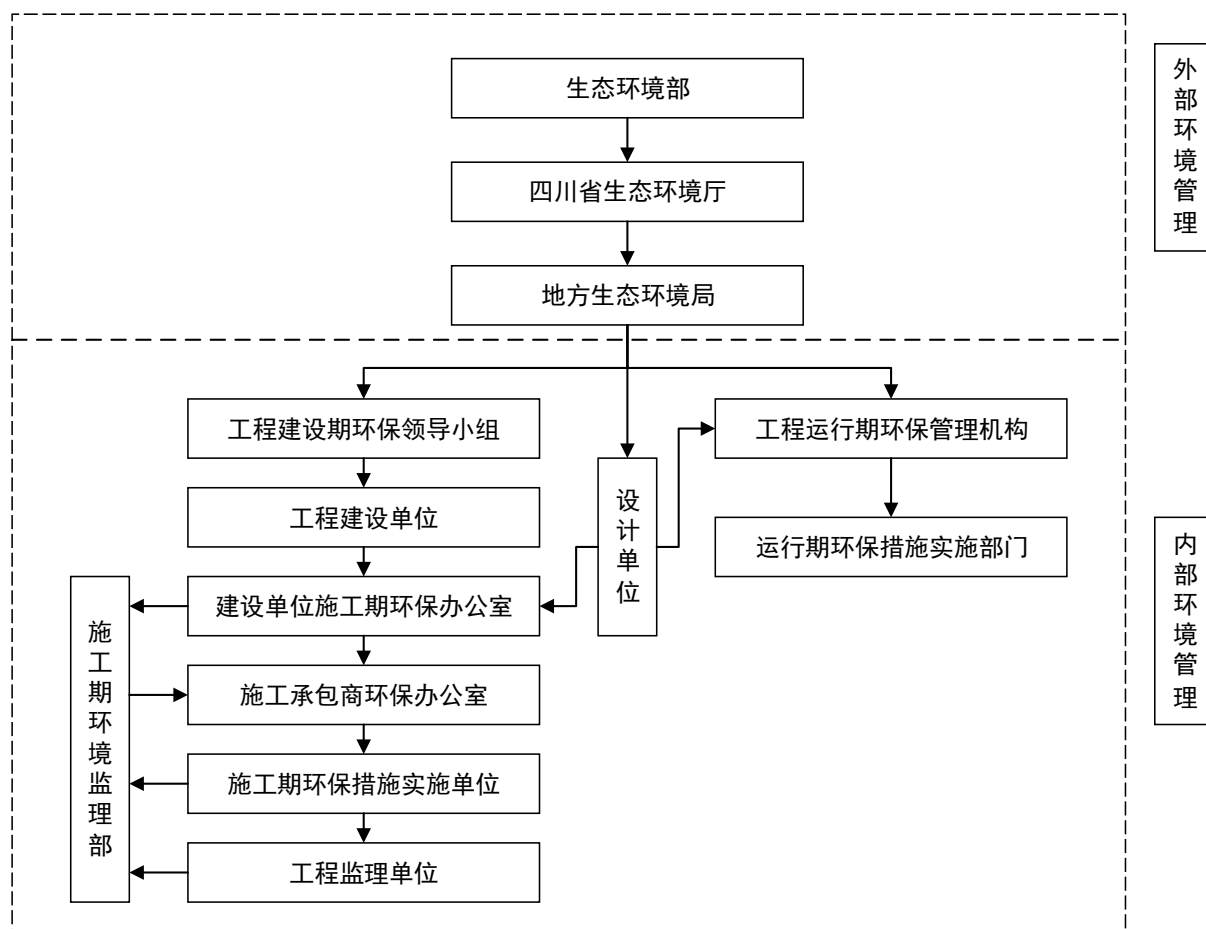 生态环境部
四川省生态环境厅
地方生态环境局
外部环境管理
工程建设期环保领导小组
工程运行期环保管理机构
工程建设单位
设计单位
运行期环保措施实施部门
内部环境管理
建设单位施工期环保办公室
施工期环境监理部
施工承包商环保办公室
施工期环保措施实施单位
工程监理单位